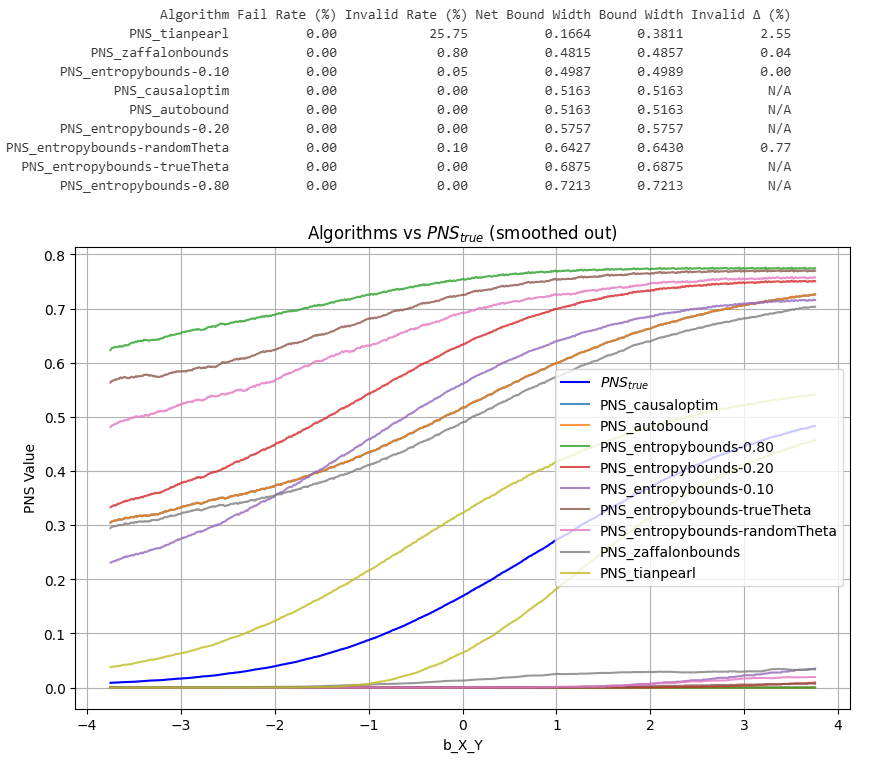 Algorithm Fail Rate (%) Invalid Rate (%) Net Bound Width Bound Width Invalid Δ (%)
PNS_tianpearl 0.00 25.75 0.1664 0.3811 2.55
PNS_zaffalonbounds 0.00 0.80 0.4815 0.4857 0.04
PNS_entropybounds-0.10 0.00 0.05 0.4987 0.4989 0.00
PNS_causaloptim 0.00 0.00 0.5163 0.5163 N/A
PNS_autobound 0.00 0.00 0.5163 0.5163 N/A
PNS_entropybounds-0.20 0.00 0.00 0.5757 0.5757 N/A
PNS_entropybounds-randomTheta 0.00 0.10 0.6427 0.6430 0.77
PNS_entropybounds-trueTheta 0.00 0.00 0.6875 0.6875 N/A
PNS_entropybounds-0.80 0.00 0.00 0.7213 0.7213 N/A
Algorithms vs PNS_true (smoothed out)
0.8
0.7
0.6
0.5
0.4
0.3
0.2
0.1
0.0
PNS Value
PNS_true
PNS_causaloptim
PNS_autobound
PNS_entropybounds-0.80
PNS_entropybounds-0.20
PNS_entropybounds-0.10
PNS_entropybounds-trueTheta
PNS_entropybounds-randomTheta
PNS_zaffalonbounds
PNS_tianpearl
−4 −3 −2 −1 0 1 2 3 4
b_X_Y